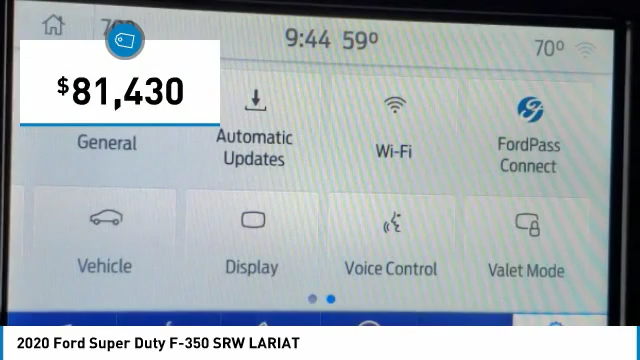 70°
9:44 59°
70°
$81,430
General
Automatic
Updates
Wi-Fi
FordPass
Connect
Vehicle
Display
Voice Control
Valet Mode
2020 Ford Super Duty F-350 SRW LARIAT